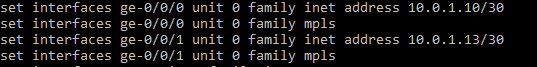 set interfaces ge-0/0/0 unit 0 family inet address 10.0.1.10/30
set interfaces ge-0/0/0 unit 0 family mpls
set interfaces ge-0/0/1 unit 0 family inet address 10.0.1.13/30
set interfaces ge-0/0/1 unit 0 family mpls